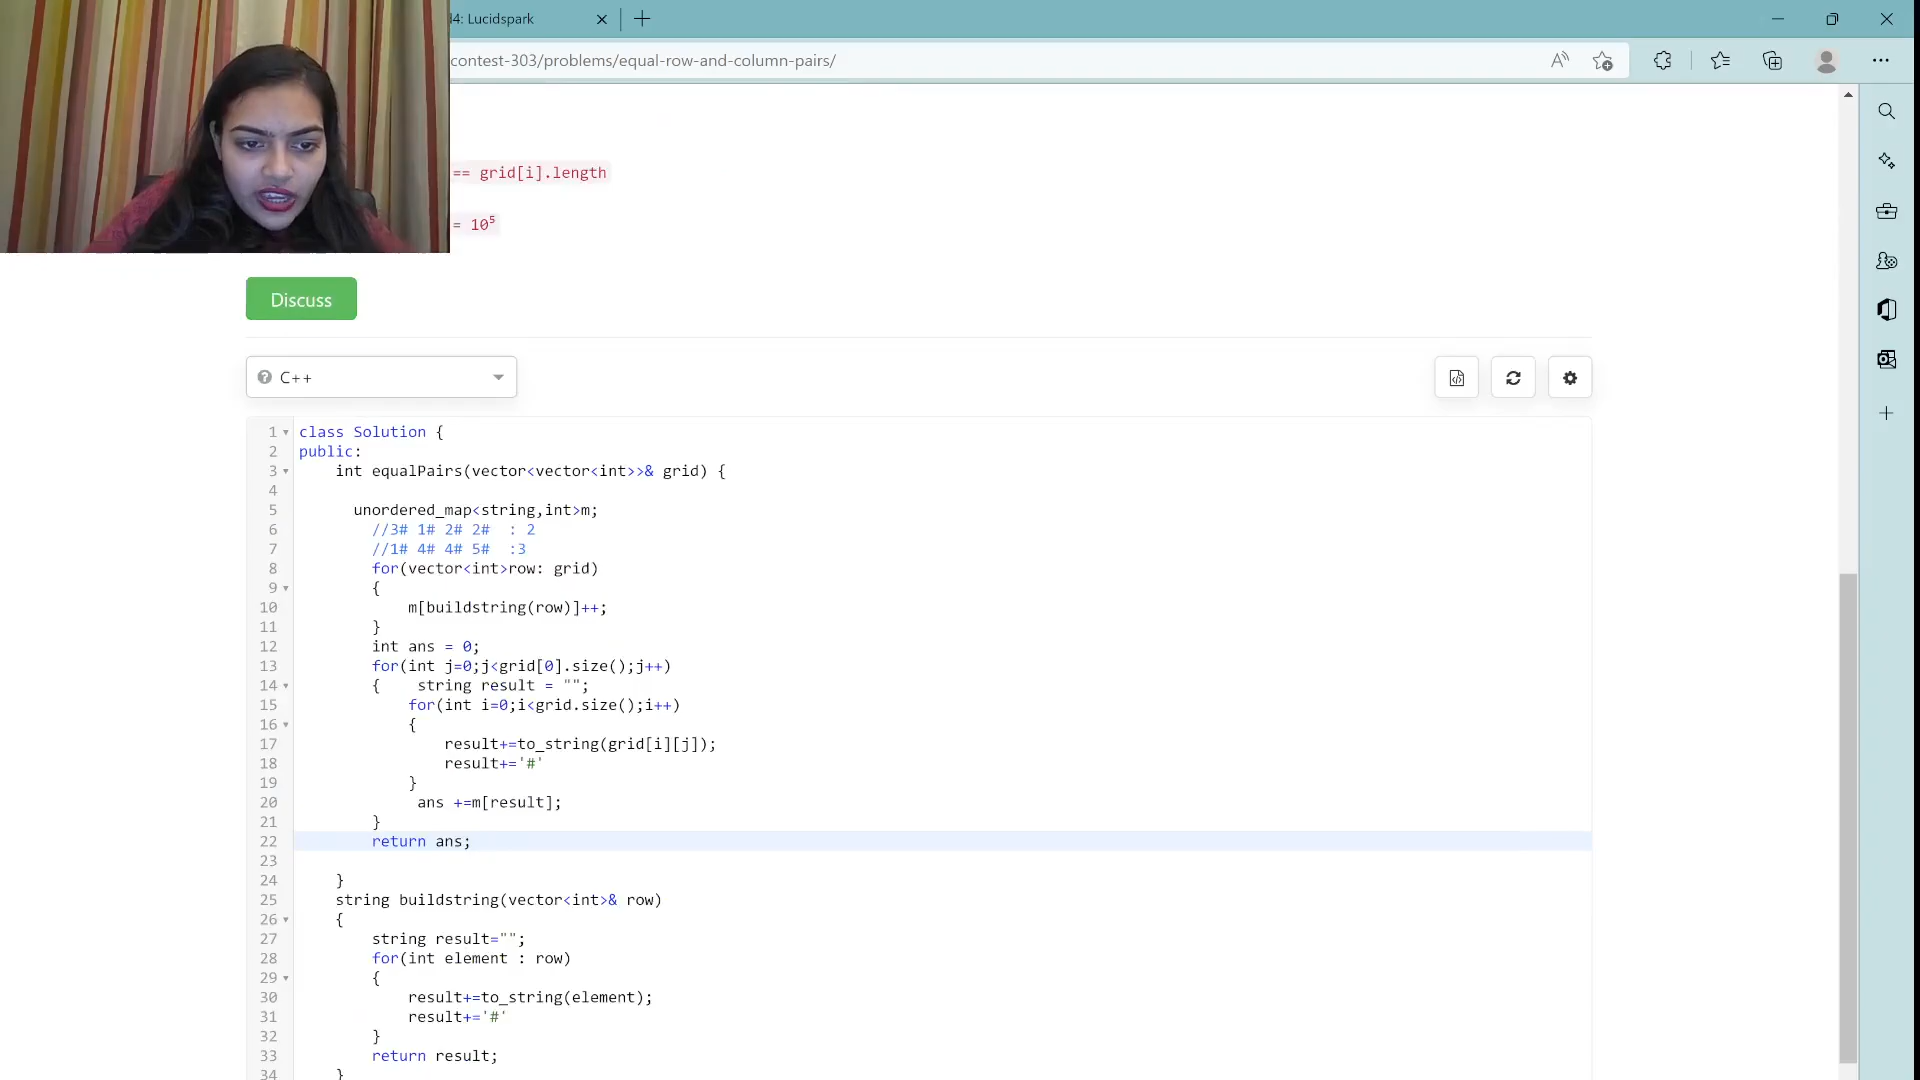 d4: Lucidspark
contest-303/problems/equal-row-and-column-pairs/
== grid[i].length
= 10⁵
Discuss
C++
1 class Solution {
2 public:
3     int equalPairs(vector<vector<int>>& grid) {
4
5       unordered_map<string,int>m;
6         //3# 1# 2# 2#  : 2
7         //1# 4# 4# 5#  :3
8         for(vector<int>row: grid)
9         {
10             m[buildstring(row)]++;
11         }
12         int ans = 0;
13         for(int j=0;j<grid[0].size();j++)
14         {    string result = "";
15             for(int i=0;i<grid.size();i++)
16             {
17                 result+=to_string(grid[i][j]);
18                 result+='#'
19             }
20              ans +=m[result];
21         }
22         return ans;
23
24     }
25     string buildstring(vector<int>& row)
26     {
27         string result="";
28         for(int element : row)
29         {
30             result+=to_string(element);
31             result+='#'
32         }
33         return result;
34     }